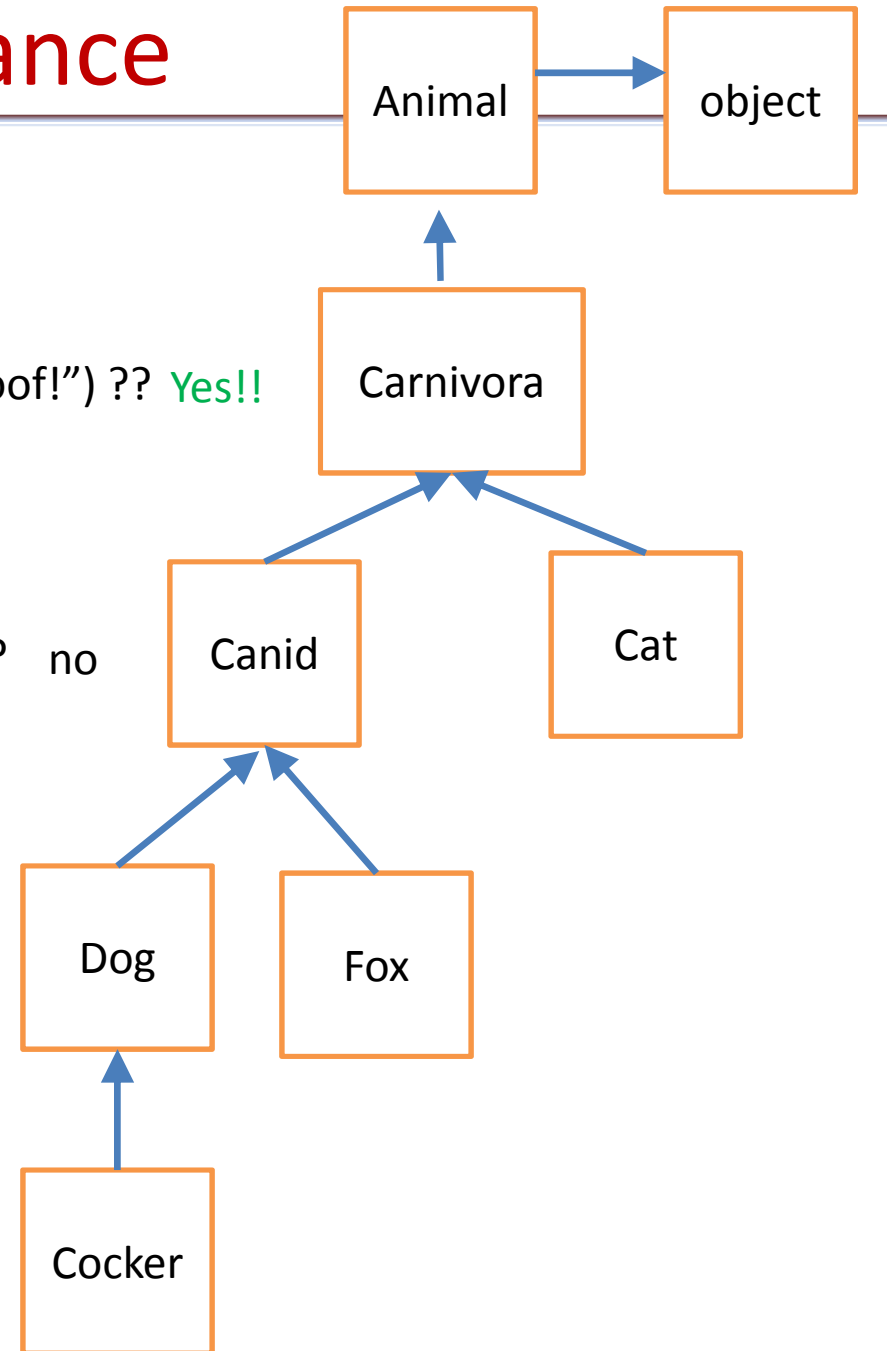 ance
Animal
object
oof!”) ?? Yes!!
Carnivora
? no
Canid
Cat
Dog
Fox
Cocker